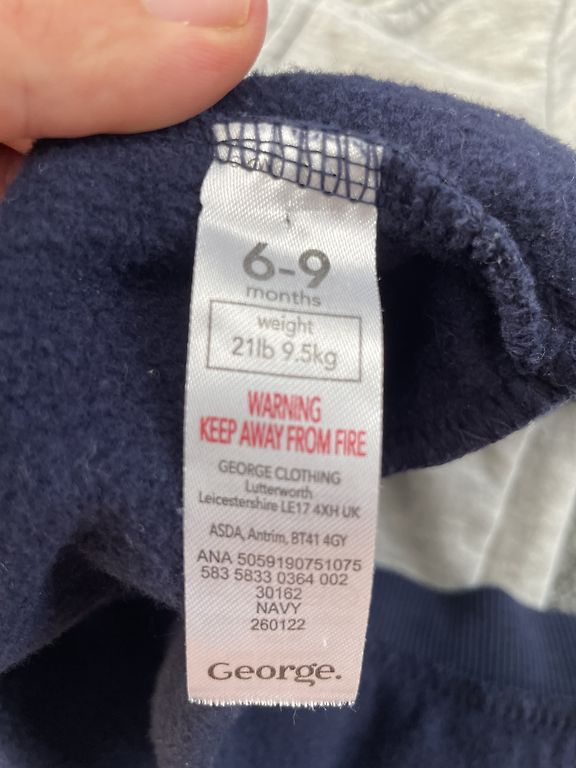 6-9
months
weight
21lb 9.5kg
WARNING
KEEP AWAY FROM FIRE
GEORGE CLOTHING
Lutterworth
Leicestershire LE17 4XH UK
ASDA, Antrim, BT41 4GY
ANA 5059190751075
583 5833 0364 002
30162
NAVY
260122
George.